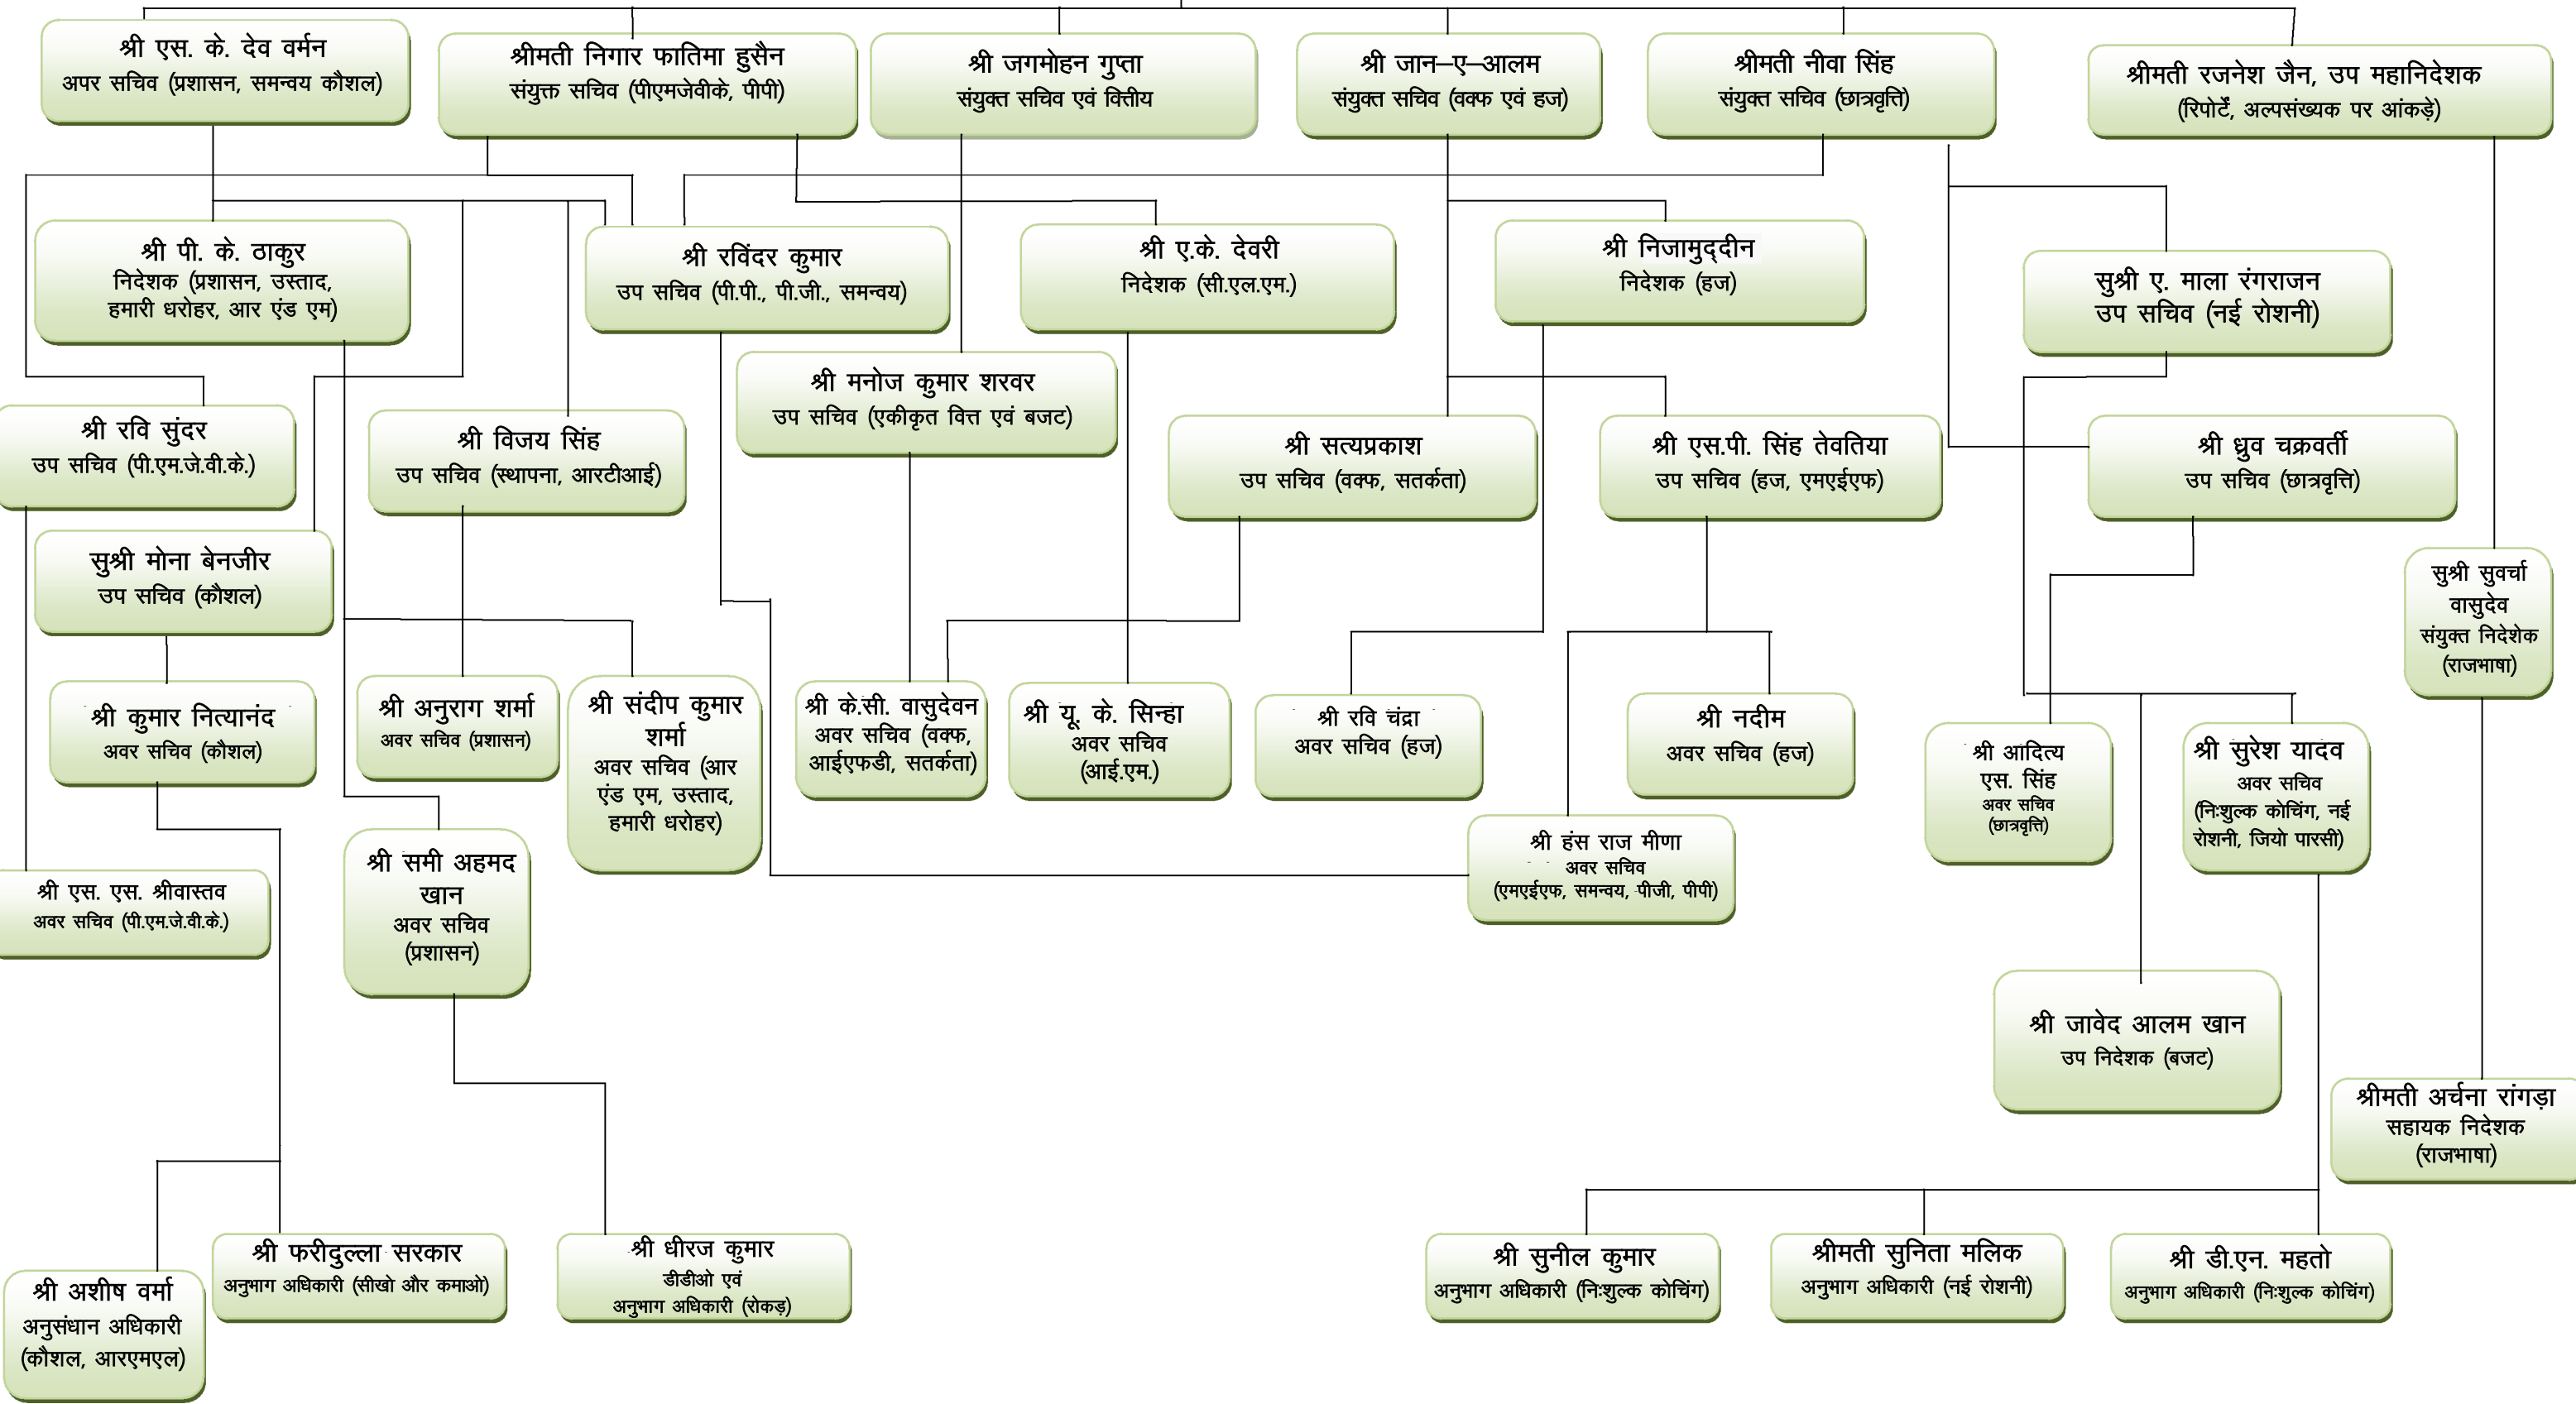 श्री एस. के. देव वर्मन
अपर सचिव (प्रशासन, समन्वय कौशल)
श्रीमती निगार फातिमा हुसैन
संयुक्त सचिव (पीएमजेवीके, पीपी)
श्री जगमोहन गुप्ता
संयुक्त सचिव एवं वित्तीय
श्री जान–ए–आलम
संयुक्त सचिव (वक्फ एवं हज)
श्रीमती नीवा सिंह
संयुक्त सचिव (छात्रवृत्ति)
श्रीमती रजनेश जैन, उप महानिदेशक
(रिपोर्टें, अल्पसंख्यक पर आंकड़े)
श्री पी. के. ठाकुर
निदेशक (प्रशासन, उस्ताद,
हमारी धरोहर, आर एंड एम)
श्री रविंदर कुमार
उप सचिव (पी.पी., पी.जी., समन्वय)
श्री ए.के. देवरी
निदेशक (सी.एल.एम.)
श्री निजामुद्दीन
निदेशक (हज)
सुश्री ए. माला रंगराजन
उप सचिव (नई रोशनी)
श्री मनोज कुमार शरवर
उप सचिव (एकीकृत वित्त एवं बजट)
श्री रवि सुंदर
उप सचिव (पी.एम.जे.वी.के.)
श्री विजय सिंह
उप सचिव (स्थापना, आरटीआई)
श्री सत्यप्रकाश
उप सचिव (वक्फ, सतर्कता)
श्री एस.पी. सिंह तेवतिया
उप सचिव (हज, एमएईएफ)
श्री ध्रुव चक्रवर्ती
उप सचिव (छात्रवृत्ति)
सुश्री मोना बेनजीर
उप सचिव (कौशल)
सुश्री सुवर्चा
वासुदेव
संयुक्त निदेशेक
(राजभाषा)
श्री कुमार नित्यानंद
अवर सचिव (कौशल)
श्री अनुराग शर्मा
अवर सचिव (प्रशासन)
श्री संदीप कुमार
शर्मा
अवर सचिव (आर
एंड एम, उस्ताद,
हमारी धरोहर)
श्री के.सी. वासुदेवन
अवर सचिव (वक्फ,
आईएफडी, सतर्कता)
श्री यू. के. सिन्हा
अवर सचिव
(आई.एम.)
श्री रवि चंद्रा
अवर सचिव (हज)
श्री नदीम
अवर सचिव (हज)
श्री आदित्य
एस. सिंह
अवर सचिव
(छात्रवृत्ति)
श्री सुरेश यादव
अवर सचिव
(निःशुल्क कोचिंग, नई
रोशनी, जियो पारसी)
श्री हंस राज मीणा
अवर सचिव
(एमएईएफ, समन्वय, पीजी, पीपी)
श्री समी अहमद
खान
अवर सचिव
(प्रशासन)
श्री एस. एस. श्रीवास्तव
अवर सचिव (पी.एम.जे.वी.के.)
श्री जावेद आलम खान
उप निदेशक (बजट)
श्रीमती अर्चना रांगड़ा
सहायक निदेशक
(राजभाषा)
श्री अशीष वर्मा
अनुसंधान अधिकारी
(कौशल, आरएमएल)
श्री फरीदुल्ला सरकार
अनुभाग अधिकारी (सीखो और कमाओ)
श्री धीरज कुमार
डीडीओ एवं
अनुभाग अधिकारी (रोकड़)
श्री सुनील कुमार
अनुभाग अधिकारी (निःशुल्क कोचिंग)
श्रीमती सुनिता मलिक
अनुभाग अधिकारी (नई रोशनी)
श्री डी.एन. महतो
अनुभाग अधिकारी (निःशुल्क कोचिंग)